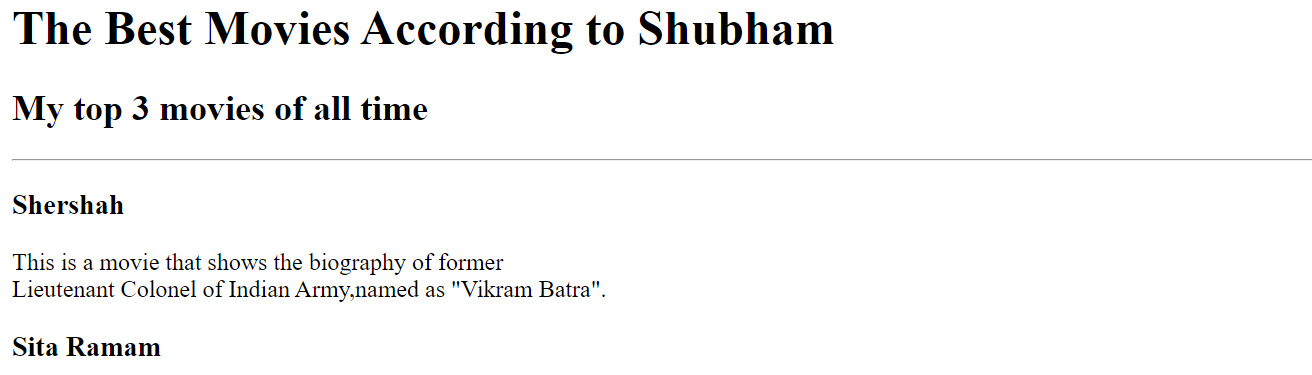 The Best Movies According to Shubham
My top 3 movies of all time
Shershah
This is a movie that shows the biography of former
Lieutenant Colonel of Indian Army,named as "Vikram Batra".
Sita Ramam